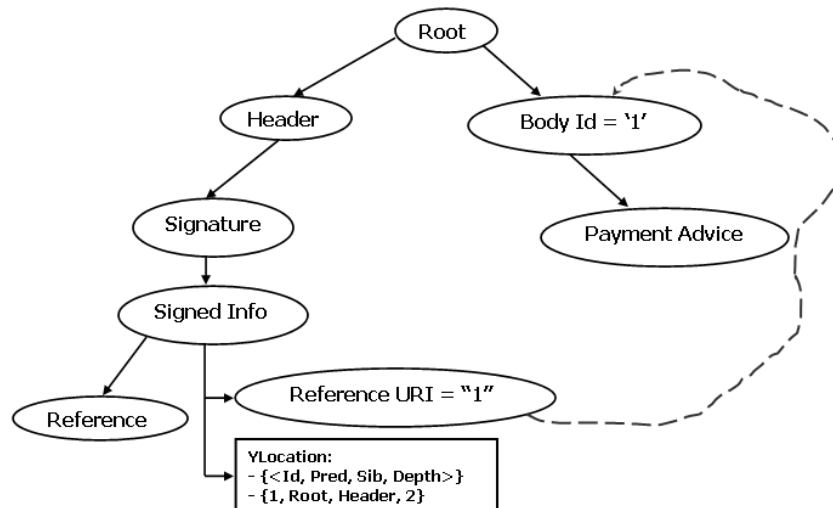 Root
Header
Body Id = ‘1’
Signature
Payment Advice
Signed Info
Reference URI = “1”
Reference
YLocation:
- {<Id, Pred, Sib, Depth>}
- {1, Root, Header, 2}